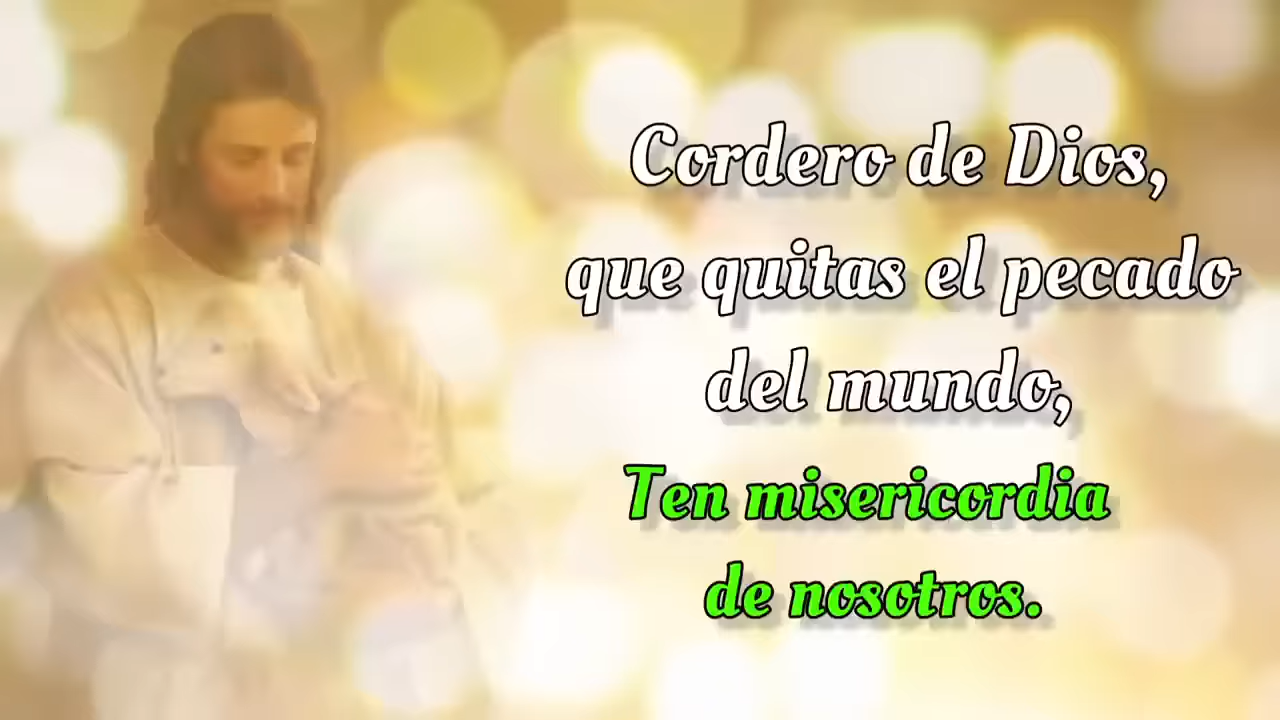 Cordero de Dios,
que quitas el pecado
del mundo,
Ten misericordia
de nosotros.